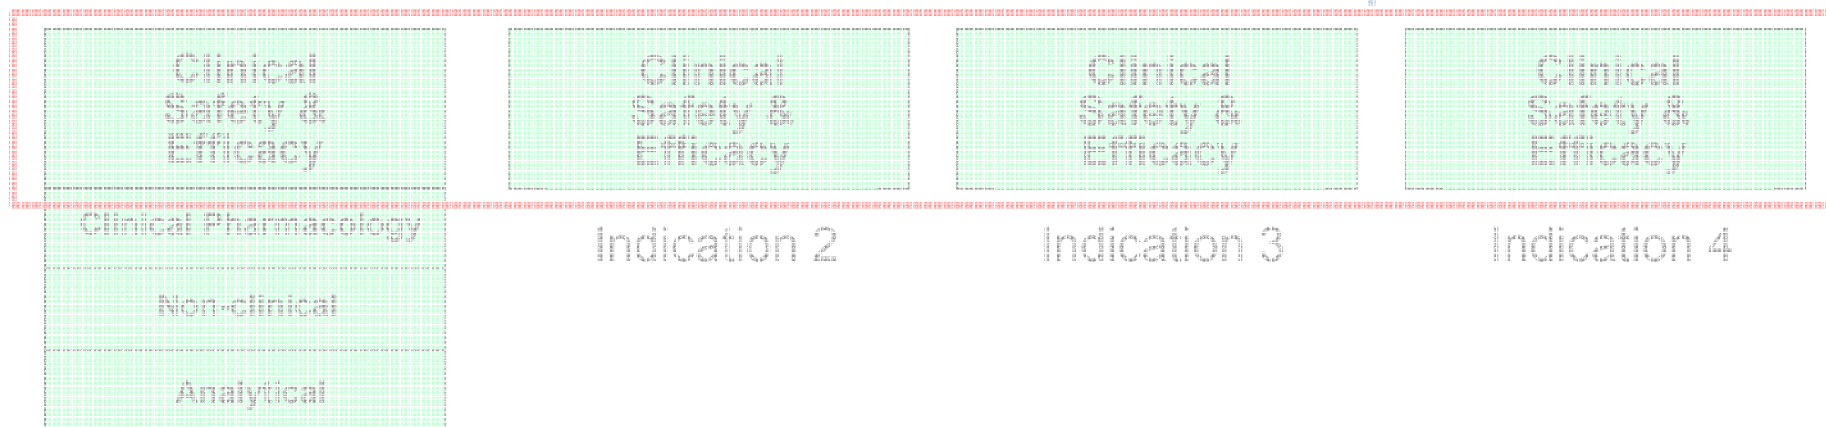 Clinical
Safety &
Efficacy
Clinical
Safety &
Efficacy
Clinical
Safety &
Efficacy
Clinical
Safety &
Efficacy
Clinical Pharmacology
Indication 2
Indication 3
Indication 4
Non-clinical
Analytical